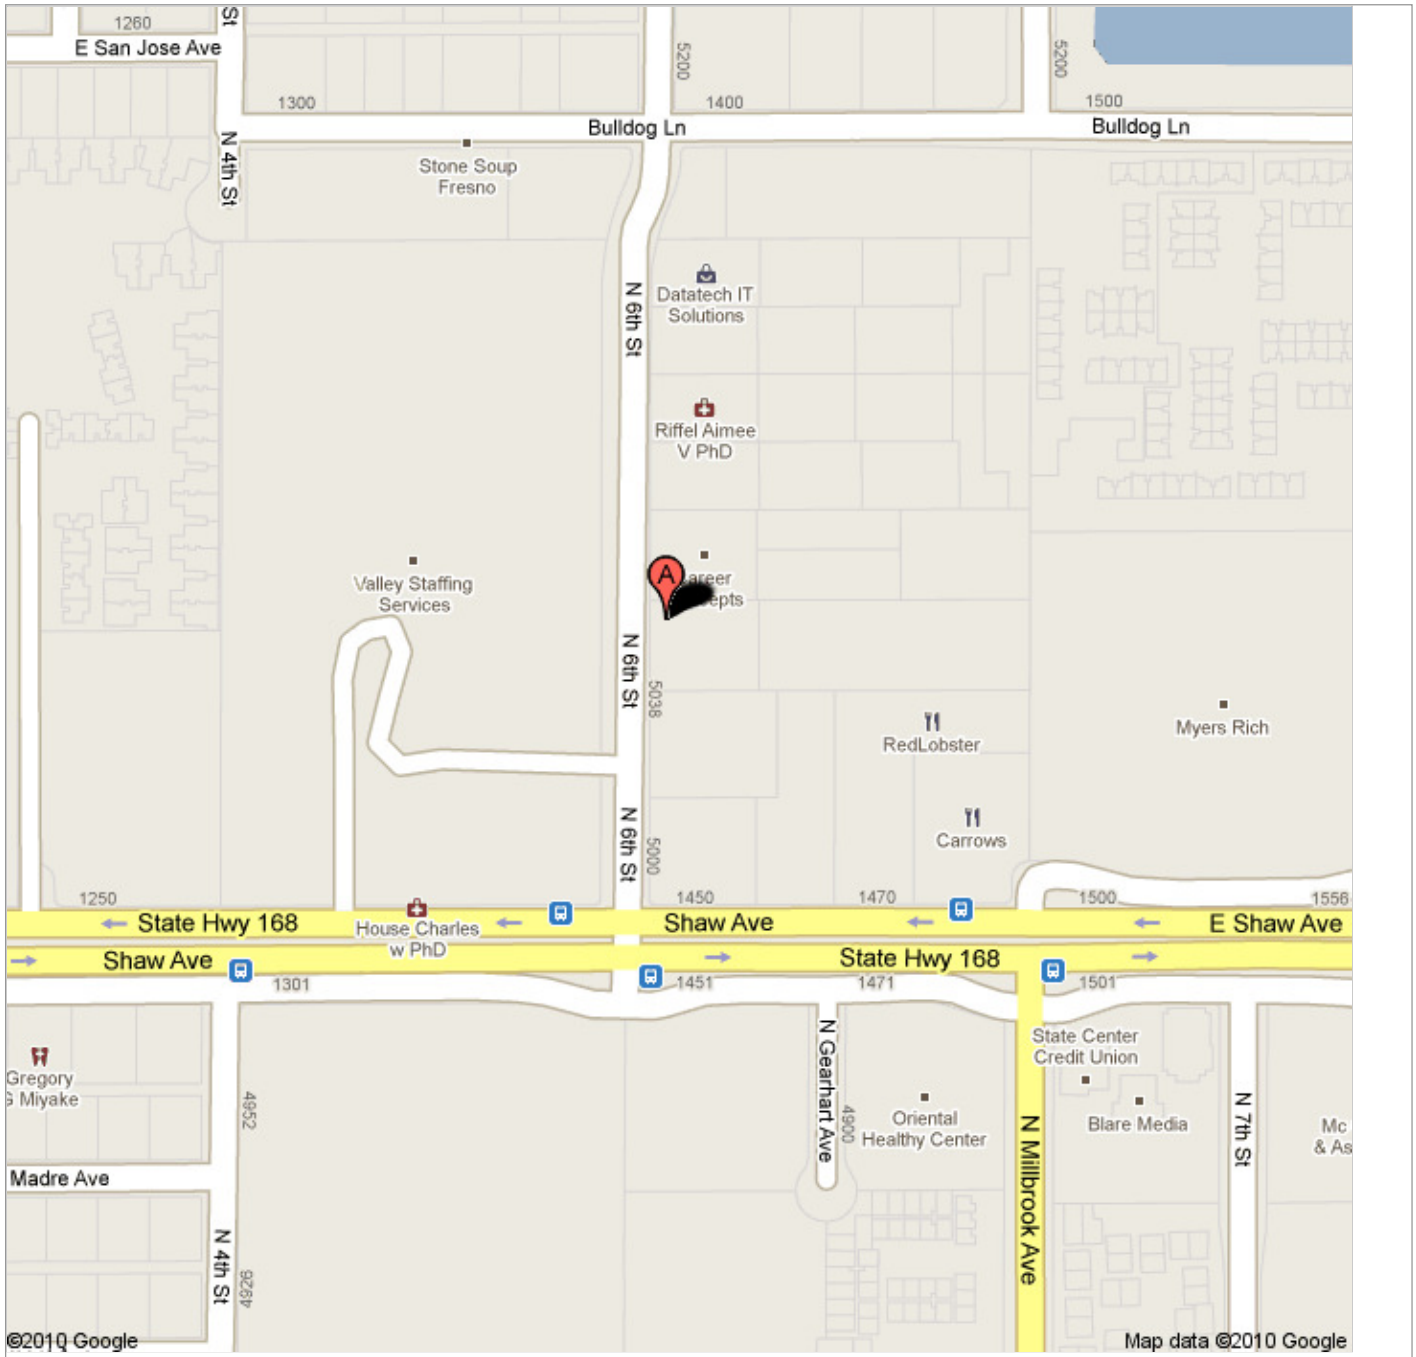 1260
St
E San Jose Ave
5200
5200
1300
1400
1500
Bulldog Ln
Bulldog Ln
N 4th St
Stone Soup
Fresno
N 6th St
Datatech IT
Solutions
Riffel Aimee
V PhD
A
Valley Staffing
Services
N 6th St
5038
RedLobster
Myers Rich
Carrows
N 6th St
5000
1250
1450
1470
1500
1556
State Hwy 168
House Charles
w PhD
Shaw Ave
E Shaw Ave
Shaw Ave
State Hwy 168
1301
1451
1471
1501
Gregory
G Miyake
4952
N Gearhart Ave
4900
Oriental
Healthy Center
State Center
Credit Union
Blare Media
N Millbrook Ave
N 7th St
Mc
& As
Madre Ave
N 4th St
4926
©2010 Google
Map data ©2010 Google